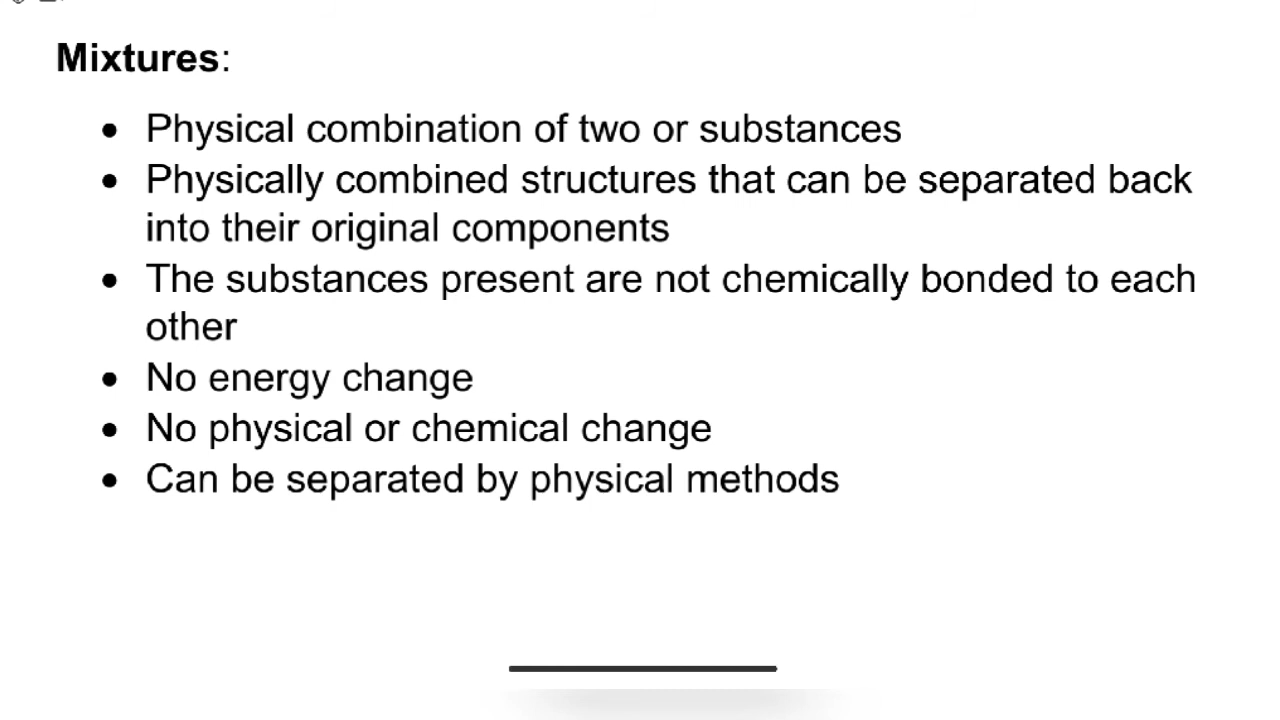 Mixtures:
• Physical combination of two or substances
• Physically combined structures that can be separated back
into their original components
• The substances present are not chemically bonded to each
other
• No energy change
• No physical or chemical change
• Can be separated by physical methods